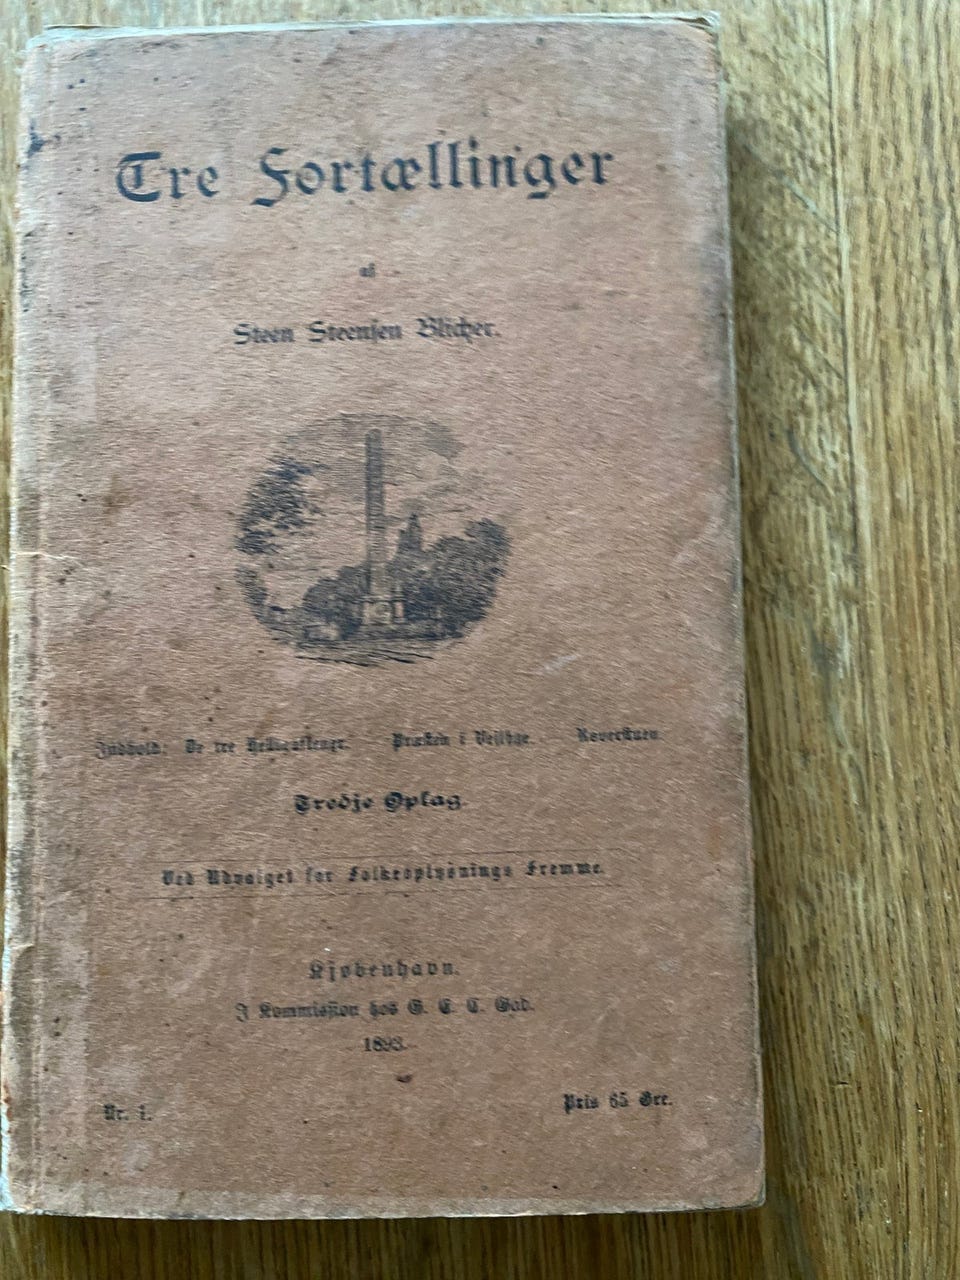 Tre Fortællinger
af
Steen Steensen Blicher.
Indhold: De tre Helligaftener. Præsten i Vejlbye. Røverstuen.
Tredje Oplag.
Ved Udvalget for Folkeoplysnings Fremme.
Kjøbenhavn.
I Kommission hos G. E. C. Gad.
1893.
Nr. 1.
Pris 65 Øre.